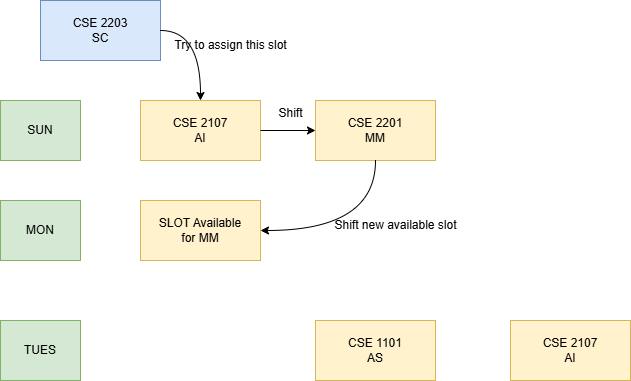 CSE 2203
SC
Try to assign this slot
SUN
CSE 2107
AI
Shift
CSE 2201
MM
MON
SLOT Available
for MM
Shift new available slot
TUES
CSE 1101
AS
CSE 2107
AI